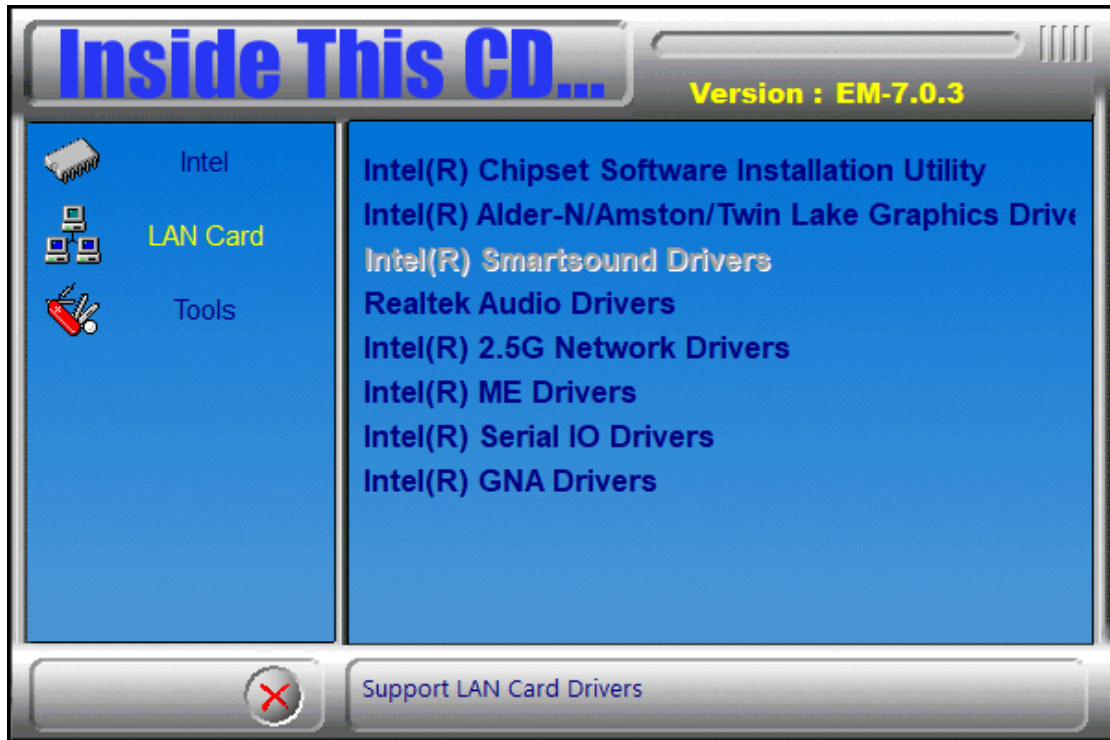 Inside This CD...
Version : EM-7.0.3
Intel
LAN Card
Tools
Intel(R) Chipset Software Installation Utility
Intel(R) Alder-N/Amston/Twin Lake Graphics Drive
Intel(R) Smartsound Drivers
Realtek Audio Drivers
Intel(R) 2.5G Network Drivers
Intel(R) ME Drivers
Intel(R) Serial IO Drivers
Intel(R) GNA Drivers
Support LAN Card Drivers